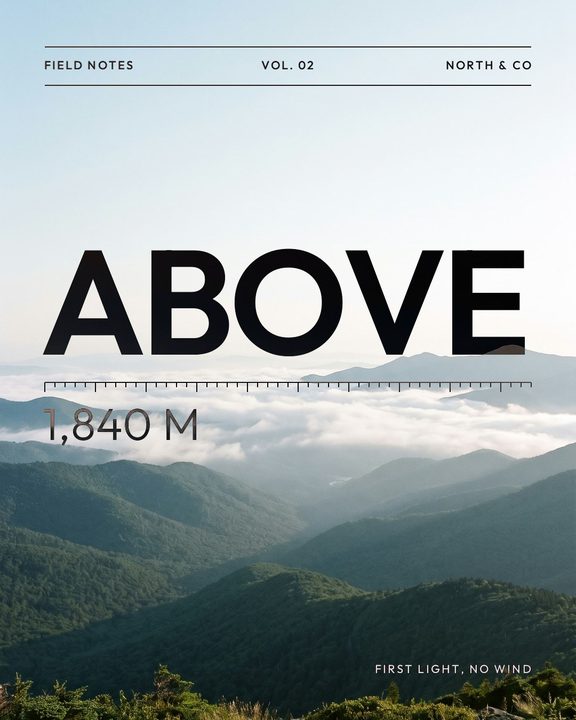 FIELD NOTES
VOL. 02
NORTH & CO
ABOVE
1,840 M
FIRST LIGHT, NO WIND